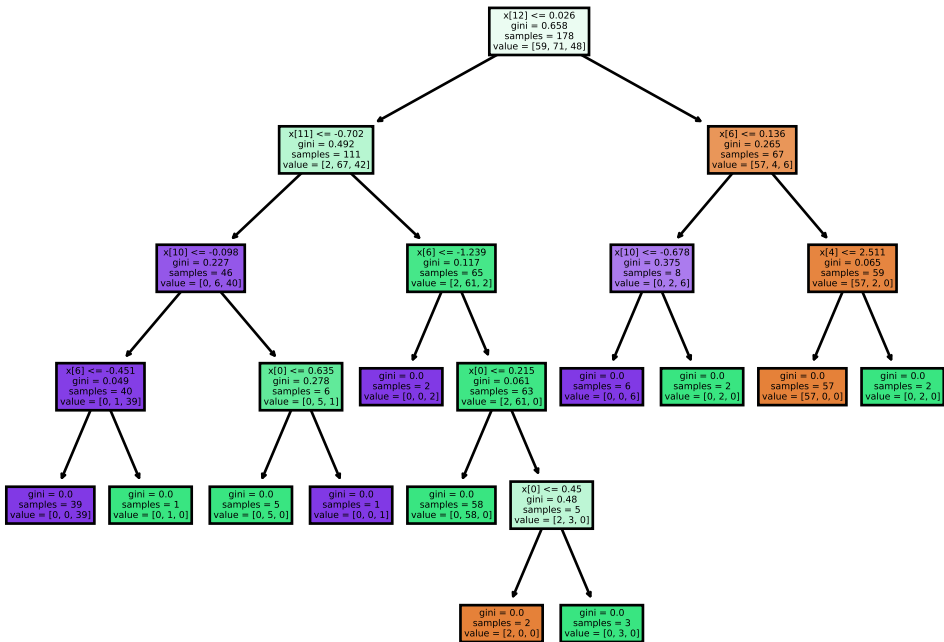 x[12] <= 0.026
gini = 0.658
samples = 178
value = [59, 71, 48]
x[11] <= -0.702
gini = 0.492
samples = 111
value = [2, 67, 42]
x[6] <= 0.136
gini = 0.265
samples = 67
value = [57, 4, 6]
x[10] <= -0.098
gini = 0.227
samples = 46
value = [0, 6, 40]
x[6] <= -1.239
gini = 0.117
samples = 65
value = [2, 61, 2]
x[10] <= -0.678
gini = 0.375
samples = 8
value = [0, 2, 6]
x[4] <= 2.511
gini = 0.065
samples = 59
value = [57, 2, 0]
x[6] <= -0.451
gini = 0.049
samples = 40
value = [0, 1, 39]
x[0] <= 0.635
gini = 0.278
samples = 6
value = [0, 5, 1]
gini = 0.0
samples = 2
value = [0, 0, 2]
x[0] <= 0.215
gini = 0.061
samples = 63
value = [2, 61, 0]
gini = 0.0
samples = 6
value = [0, 0, 6]
gini = 0.0
samples = 2
value = [0, 2, 0]
gini = 0.0
samples = 57
value = [57, 0, 0]
gini = 0.0
samples = 2
value = [0, 2, 0]
gini = 0.0
samples = 39
value = [0, 0, 39]
gini = 0.0
samples = 1
value = [0, 1, 0]
gini = 0.0
samples = 5
value = [0, 5, 0]
gini = 0.0
samples = 1
value = [0, 0, 1]
gini = 0.0
samples = 58
value = [0, 58, 0]
x[0] <= 0.45
gini = 0.48
samples = 5
value = [2, 3, 0]
gini = 0.0
samples = 2
value = [2, 0, 0]
gini = 0.0
samples = 3
value = [0, 3, 0]